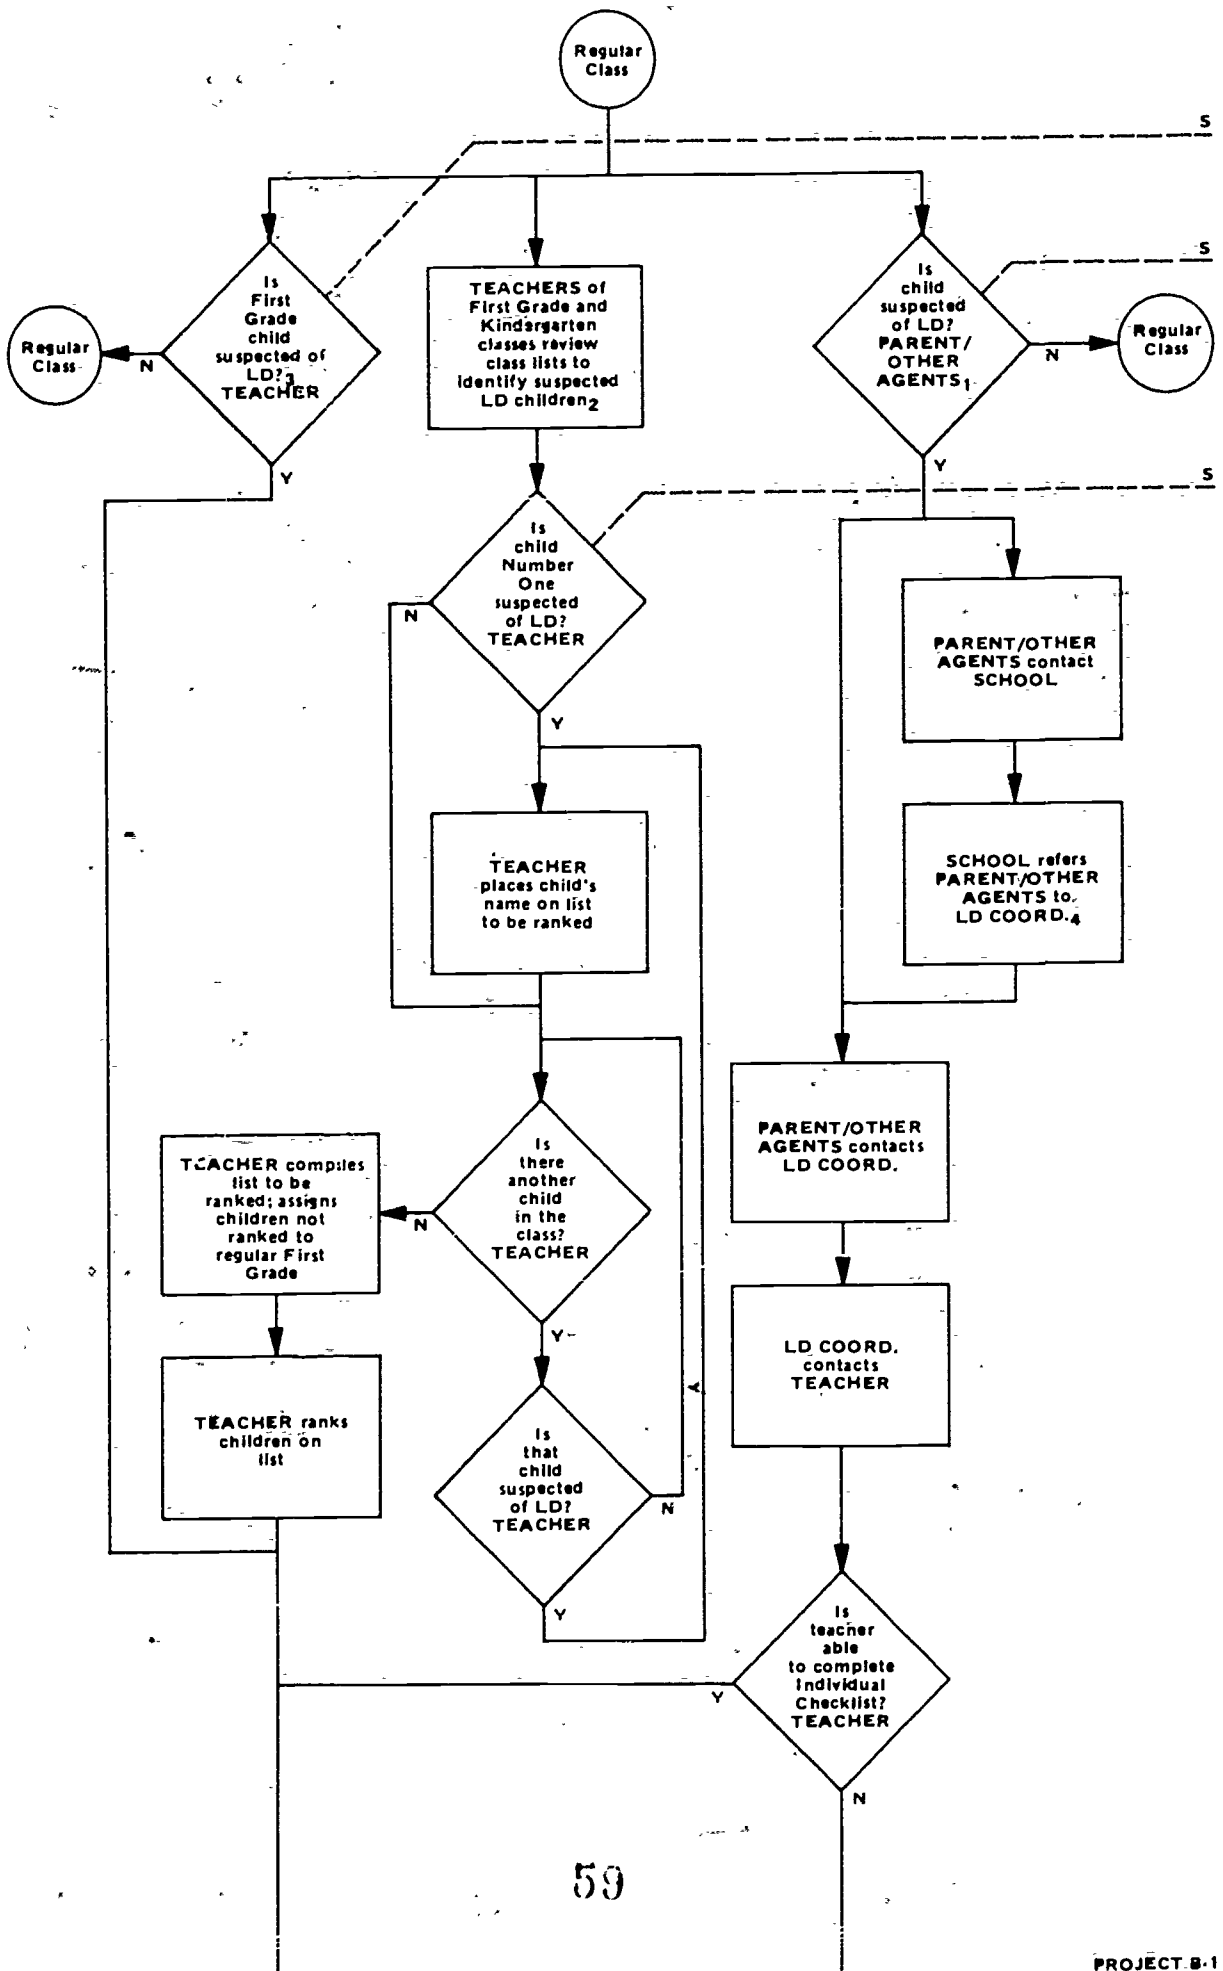 Regular
Class
S
S
Is
First
Grade
child
suspected of
LD?3
TEACHER
N
Y
Regular
Class
TEACHERS of
First Grade and
Kindargarten
classes review
class lists to
identify suspected
LD children2
Is
child
suspected
of LD?
PARENT/
OTHER
AGENTS1
N
Y
Regular
Class
S
Is
child
Number
One
suspected
of LD?
TEACHER
N
Y
PARENT/OTHER
AGENTS contact
SCHOOL
TEACHER
places child's
name on list
to be ranked
SCHOOL refers
PARENT/OTHER
AGENTS to
LD COORD.4
Is
there
another
child
in the
class?
TEACHER
N
Y
PARENT/OTHER
AGENTS contacts
LD COORD.
TEACHER compiles
list to be
ranked; assigns
children not
ranked to
regular First
Grade
LD COORD.
contacts
TEACHER
Y
TEACHER ranks
children on
list
Is
that
child
suspected
of LD?
TEACHER
N
Y
Is
teacher
able
to complete
Individual
Checklist?
TEACHER
Y
N
59
PROJECT B-1